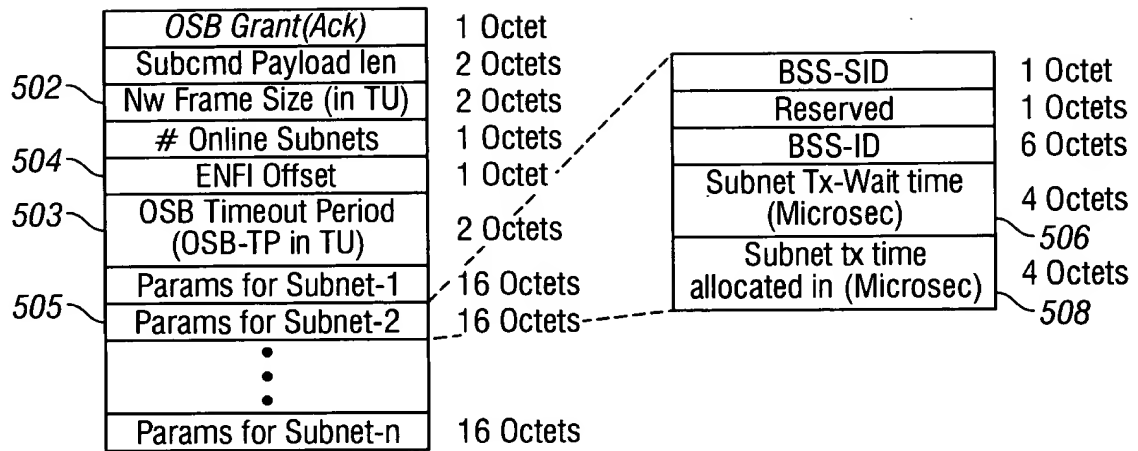 OSB Grant(Ack) 1 Octet
Subcmd Payload len 2 Octets
502 Nw Frame Size (in TU) 2 Octets
# Online Subnets 1 Octets
504 ENFI Offset 1 Octet
503 OSB Timeout Period
(OSB-TP in TU) 2 Octets
Params for Subnet-1 16 Octets
505 Params for Subnet-2 16 Octets
Params for Subnet-n 16 Octets
BSS-SID 1 Octet
Reserved 1 Octets
BSS-ID 6 Octets
Subnet Tx-Wait time
(Microsec) 4 Octets
506
Subnet tx time
allocated in (Microsec) 4 Octets
508